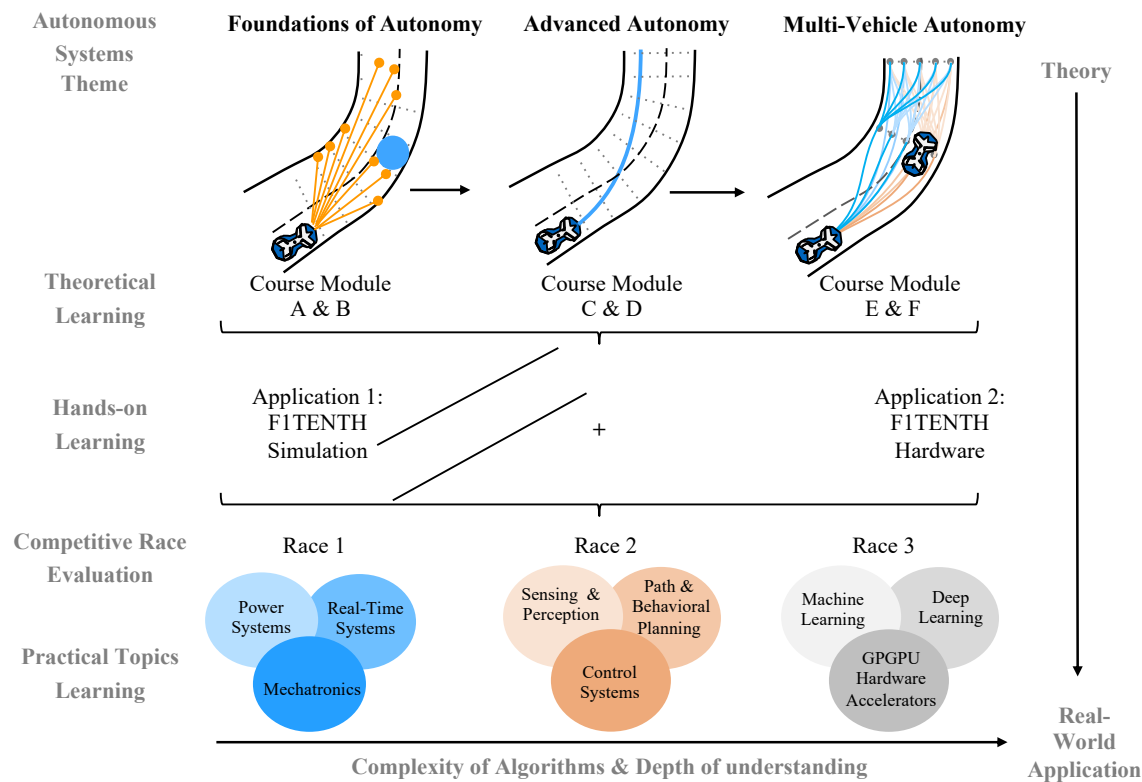 Autonomous
Systems
Theme
Foundations of Autonomy
Advanced Autonomy
Multi-Vehicle Autonomy
Theory
Theoretical
Learning
Course Module
A & B
Course Module
C & D
Course Module
E & F
Hands-on
Learning
Application 1:
F1TENTH
Simulation
+
Application 2:
F1TENTH
Hardware
Competitive Race
Evaluation
Race 1
Race 2
Race 3
Practical Topics
Learning
Power
Systems
Real-Time
Systems
Mechatronics
Sensing &
Perception
Path &
Behavioral
Planning
Control
Systems
Machine
Learning
Deep
Learning
GPGPU
Hardware
Accelerators
Real-
World
Application
Complexity of Algorithms & Depth of understanding